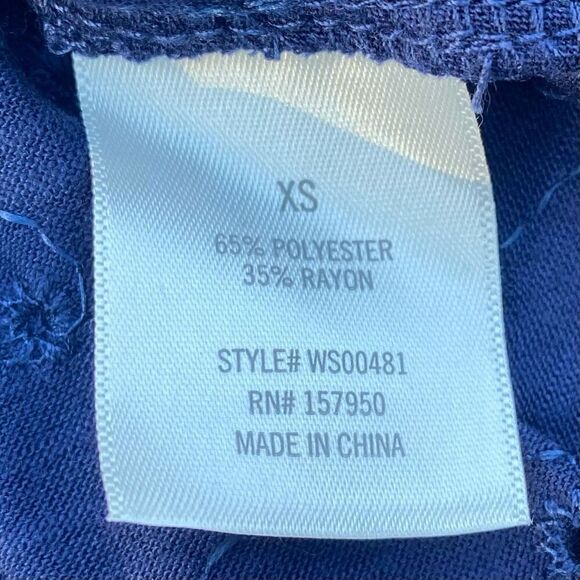 XS
65% POLYESTER
35% RAYON
STYLE# WS00481
RN# 157950
MADE IN CHINA